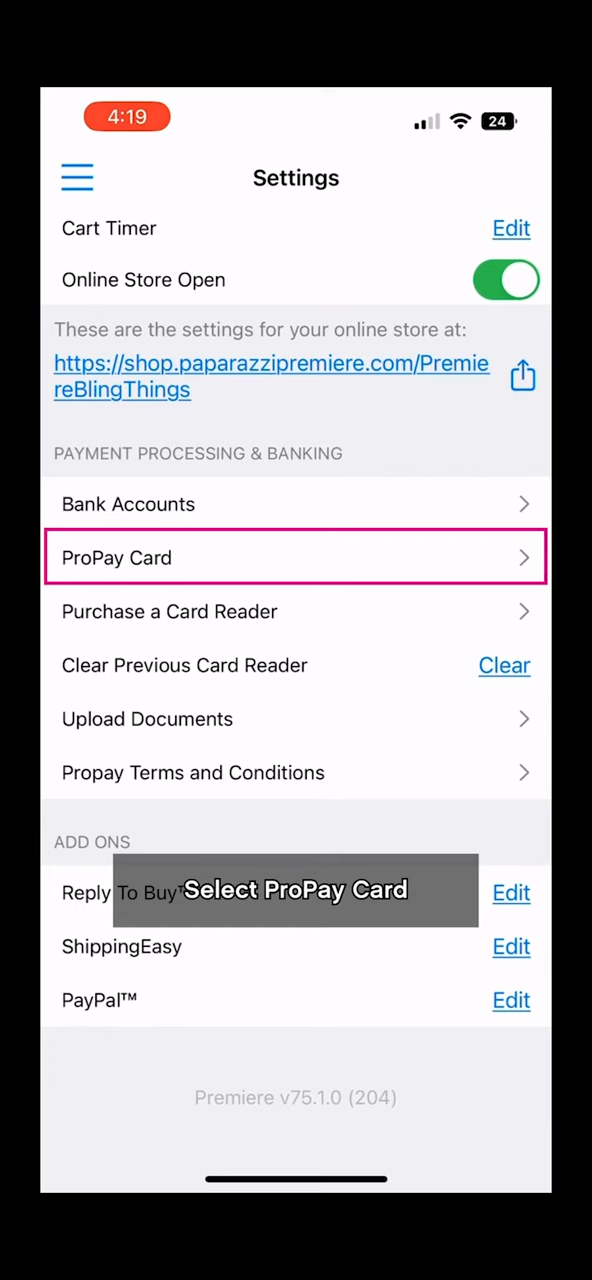 4:19
24
Settings
Cart Timer
Edit
Online Store Open
These are the settings for your online store at:
https://shop.paparazzipremiere.com/Premie
reBlingThings
PAYMENT PROCESSING & BANKING
Bank Accounts
ProPay Card
Purchase a Card Reader
Clear Previous Card Reader
Clear
Upload Documents
Propay Terms and Conditions
ADD ONS
Select ProPay Card
Reply To Buy™
Edit
ShippingEasy
Edit
PayPal™
Edit
Premiere v75.1.0 (204)